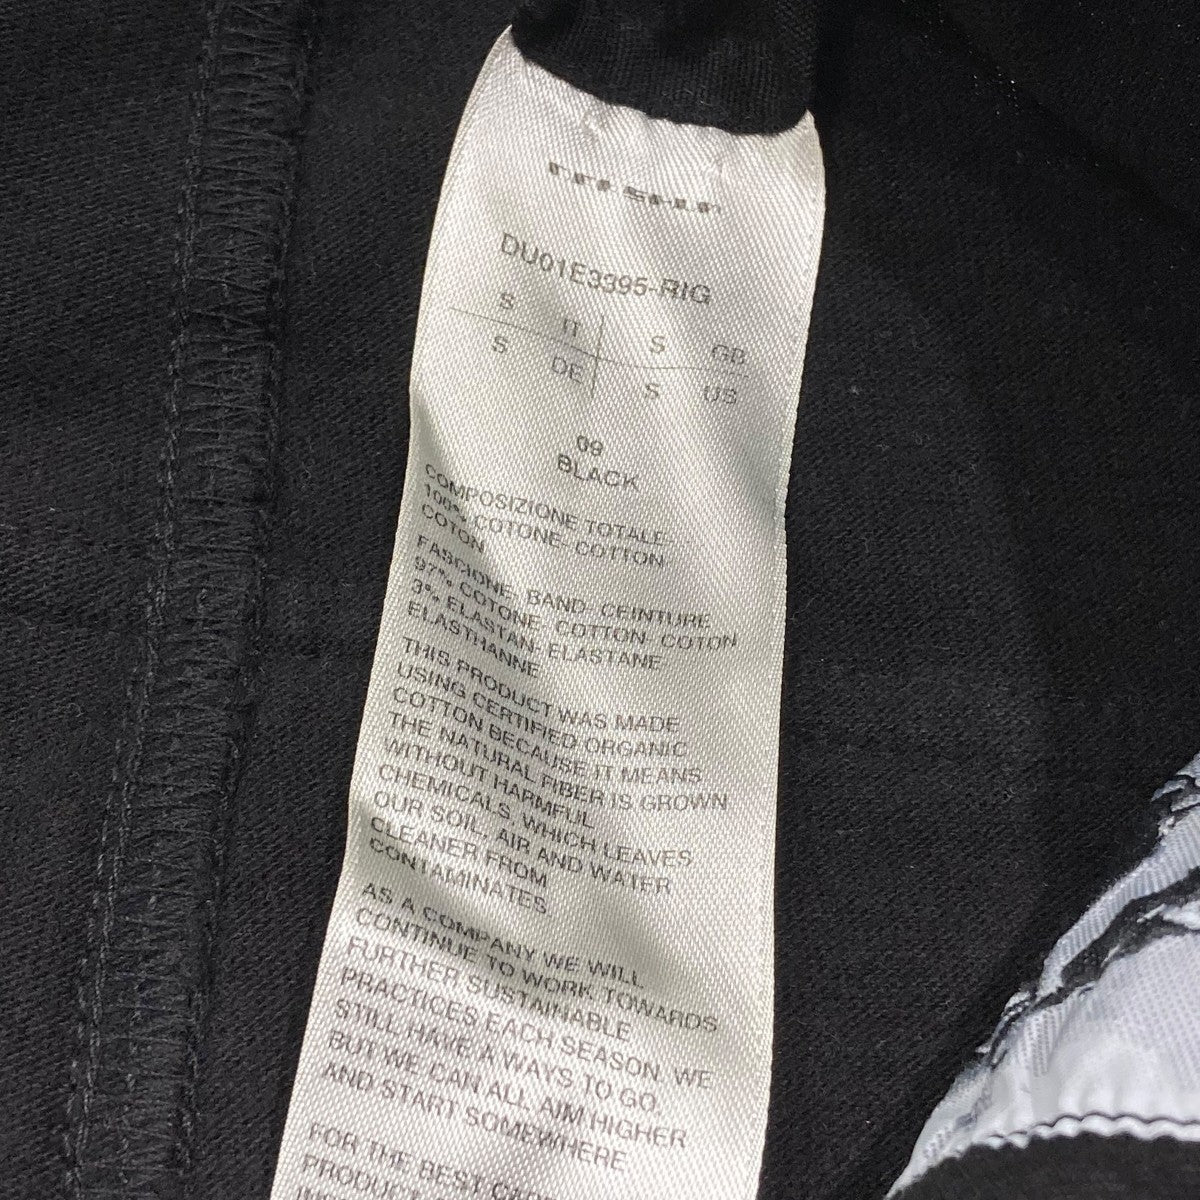 DU01E3395-RIG
S IT S GB
S DE S US
09
BLACK
COMPOSIZIONE TOTALE-
100% COTONE- COTTON
COTON
FASCIONE, BAND- CEINTURE
97% COTONE, COTTON- COTON
3% ELASTAN- ELASTANE
ELASTHANNE
THIS PRODUCT WAS MADE
USING CERTIFIED ORGANIC
COTTON BECAUSE IT MEANS
THE NATURAL FIBER IS GROWN
WITHOUT HARMFUL
CHEMICALS, WHICH LEAVES
OUR SOIL, AIR AND WATER
CLEANER FROM
CONTAMINATES.
AS A COMPANY WE WILL
CONTINUE TO WORK TOWARDS
FURTHER SUSTAINABLE
PRACTICES EACH SEASON. WE
STILL HAVE A WAYS TO GO,
BUT WE CAN ALL AIM HIGHER
AND START SOMEWHERE
FOR THE BEST